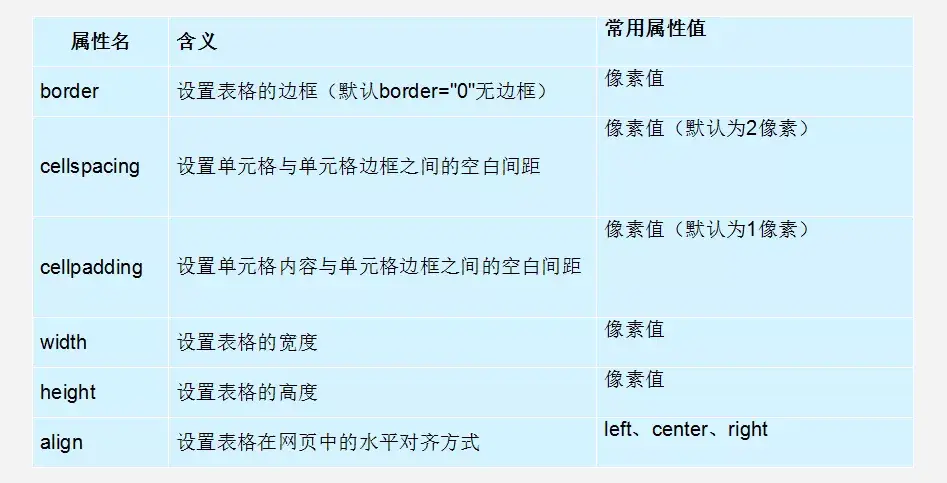 属性名 含义 常用属性值
border 设置表格的边框（默认border="0"无边框） 像素值
cellspacing 设置单元格与单元格边框之间的空白间距 像素值（默认为2像素）
cellpadding 设置单元格内容与单元格边框之间的空白间距 像素值（默认为1像素）
width 设置表格的宽度 像素值
height 设置表格的高度 像素值
align 设置表格在网页中的水平对齐方式 left、center、right